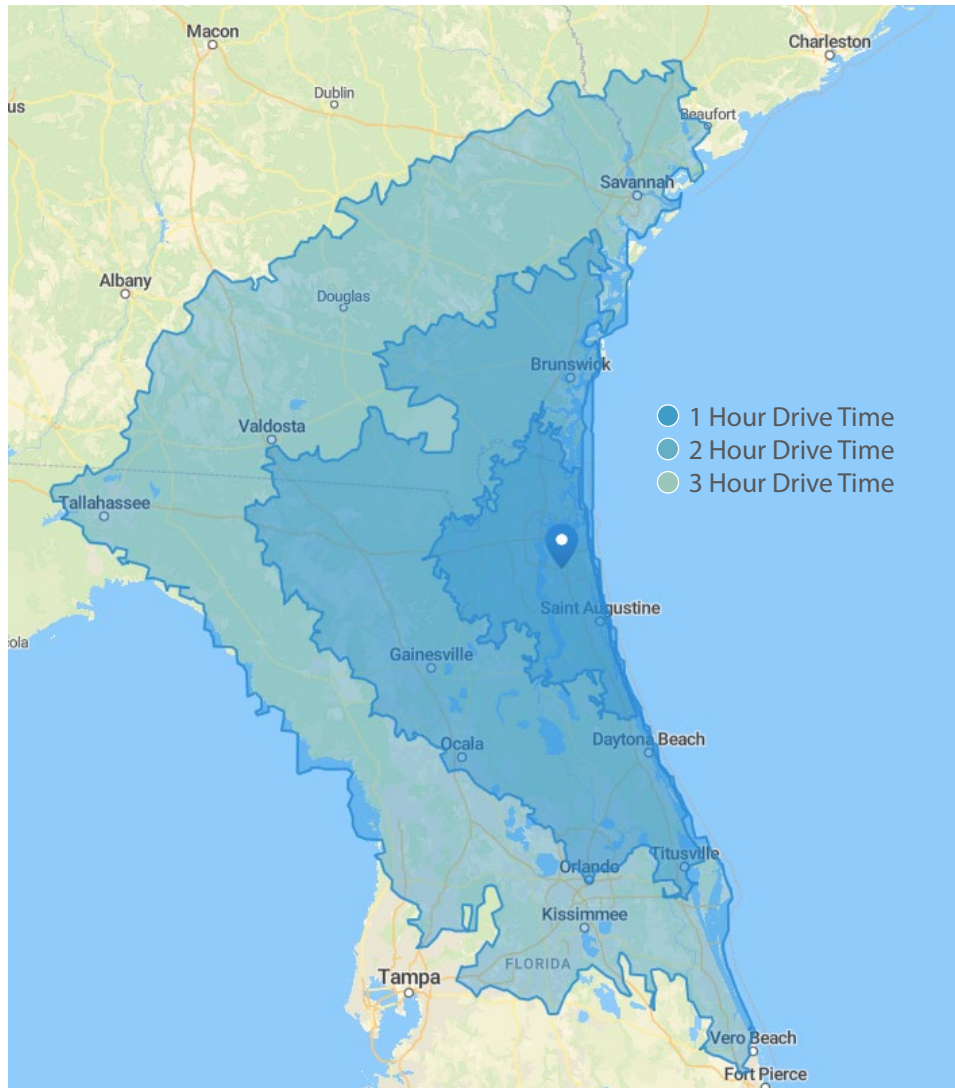 Macon
Charleston
Dublin
us
Beaufort
Savannah
Albany
Douglas
Brunswick
1 Hour Drive Time
Valdosta
2 Hour Drive Time
3 Hour Drive Time
Tallahassee
Saint Augustine
cola
Gainesville
Daytona Beach
Ocala
Titusville
Orlando
Kissimmee
FLORIDA
Tampa
Vero Beach
Fort Pierce